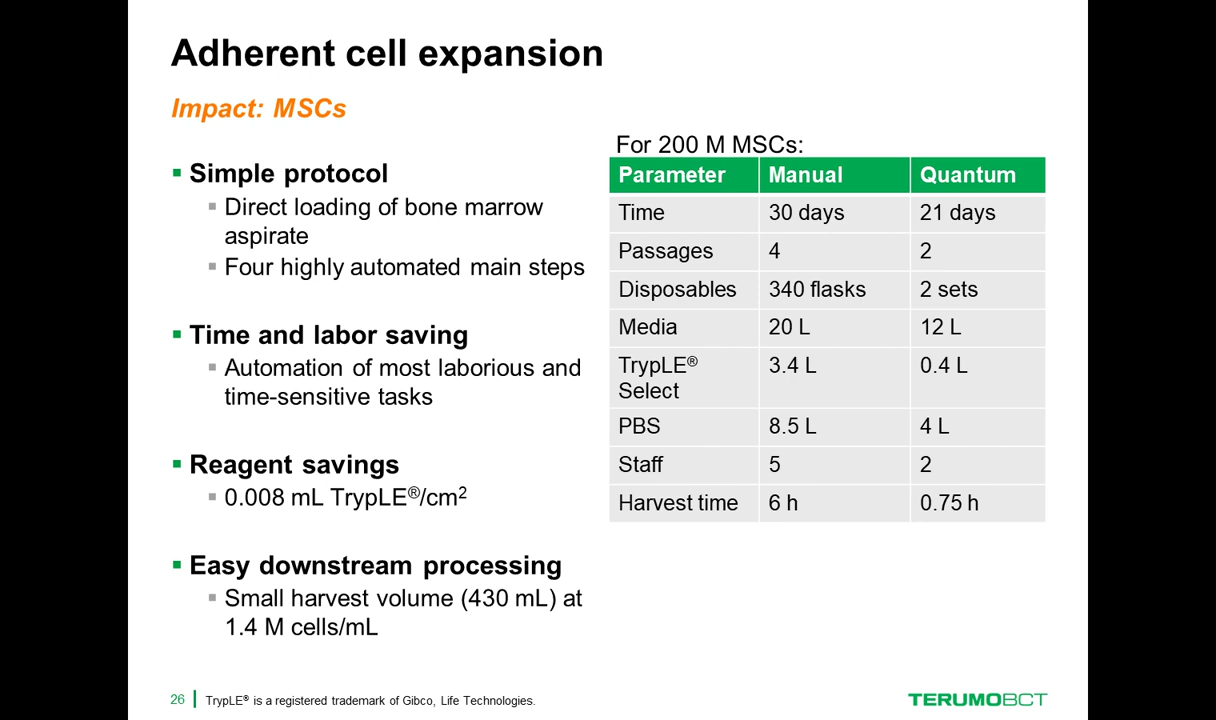 Adherent cell expansion
Impact: MSCs
▪ Simple protocol
▪ Direct loading of bone marrow
aspirate
▪ Four highly automated main steps
▪ Time and labor saving
▪ Automation of most laborious and
time-sensitive tasks
▪ Reagent savings
▪ 0.008 mL TrypLE®/cm²
▪ Easy downstream processing
▪ Small harvest volume (430 mL) at
1.4 M cells/mL
For 200 M MSCs:
Parameter Manual Quantum
Time 30 days 21 days
Passages 4 2
Disposables 340 flasks 2 sets
Media 20 L 12 L
TrypLE® 3.4 L 0.4 L
Select
PBS 8.5 L 4 L
Staff 5 2
Harvest time 6 h 0.75 h
26 TrypLE® is a registered trademark of Gibco, Life Technologies.
TERUMOBCT